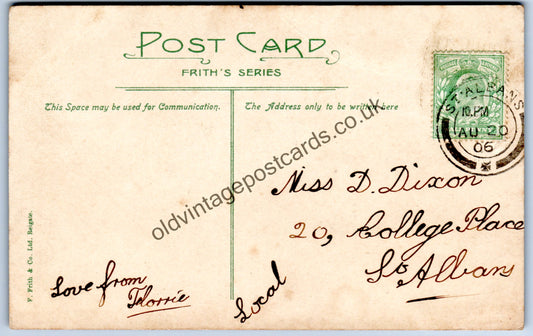 POST CARD
FRITH'S SERIES
This Space may be used for Communication.
The Address only to be written here
ST·ALBANS
10.PM
AU 20
06
Miss D. Dixon
20, College Place
St Albans
Love from
Florrie
Local
F. Frith & Co. Ltd. Reigate.
oldvintagepostcards.co.uk